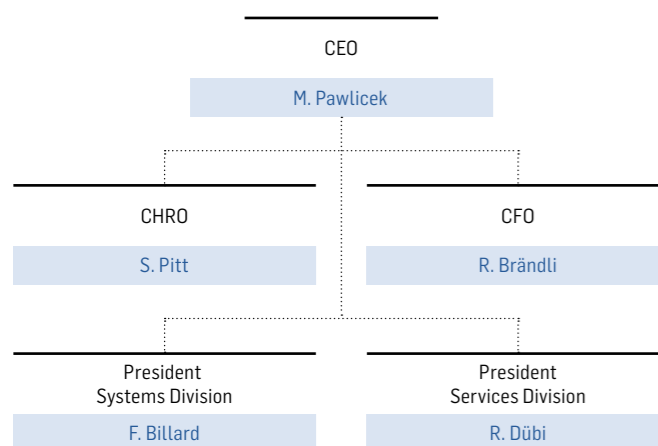 CEO
M. Pawlicek
CHRO
S. Pitt
CFO
R. Brändli
President
Systems Division
F. Billard
President
Services Division
R. Dübi